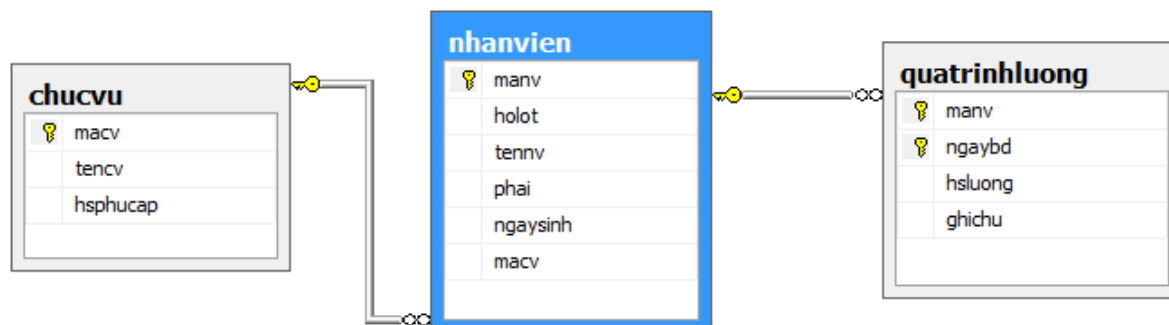 chucvu
macv
tencv
hsphucap
nhanvien
manv
holot
tennv
phai
ngaysinh
macv
quatrinhluong
manv
ngaybd
hsluong
ghichu